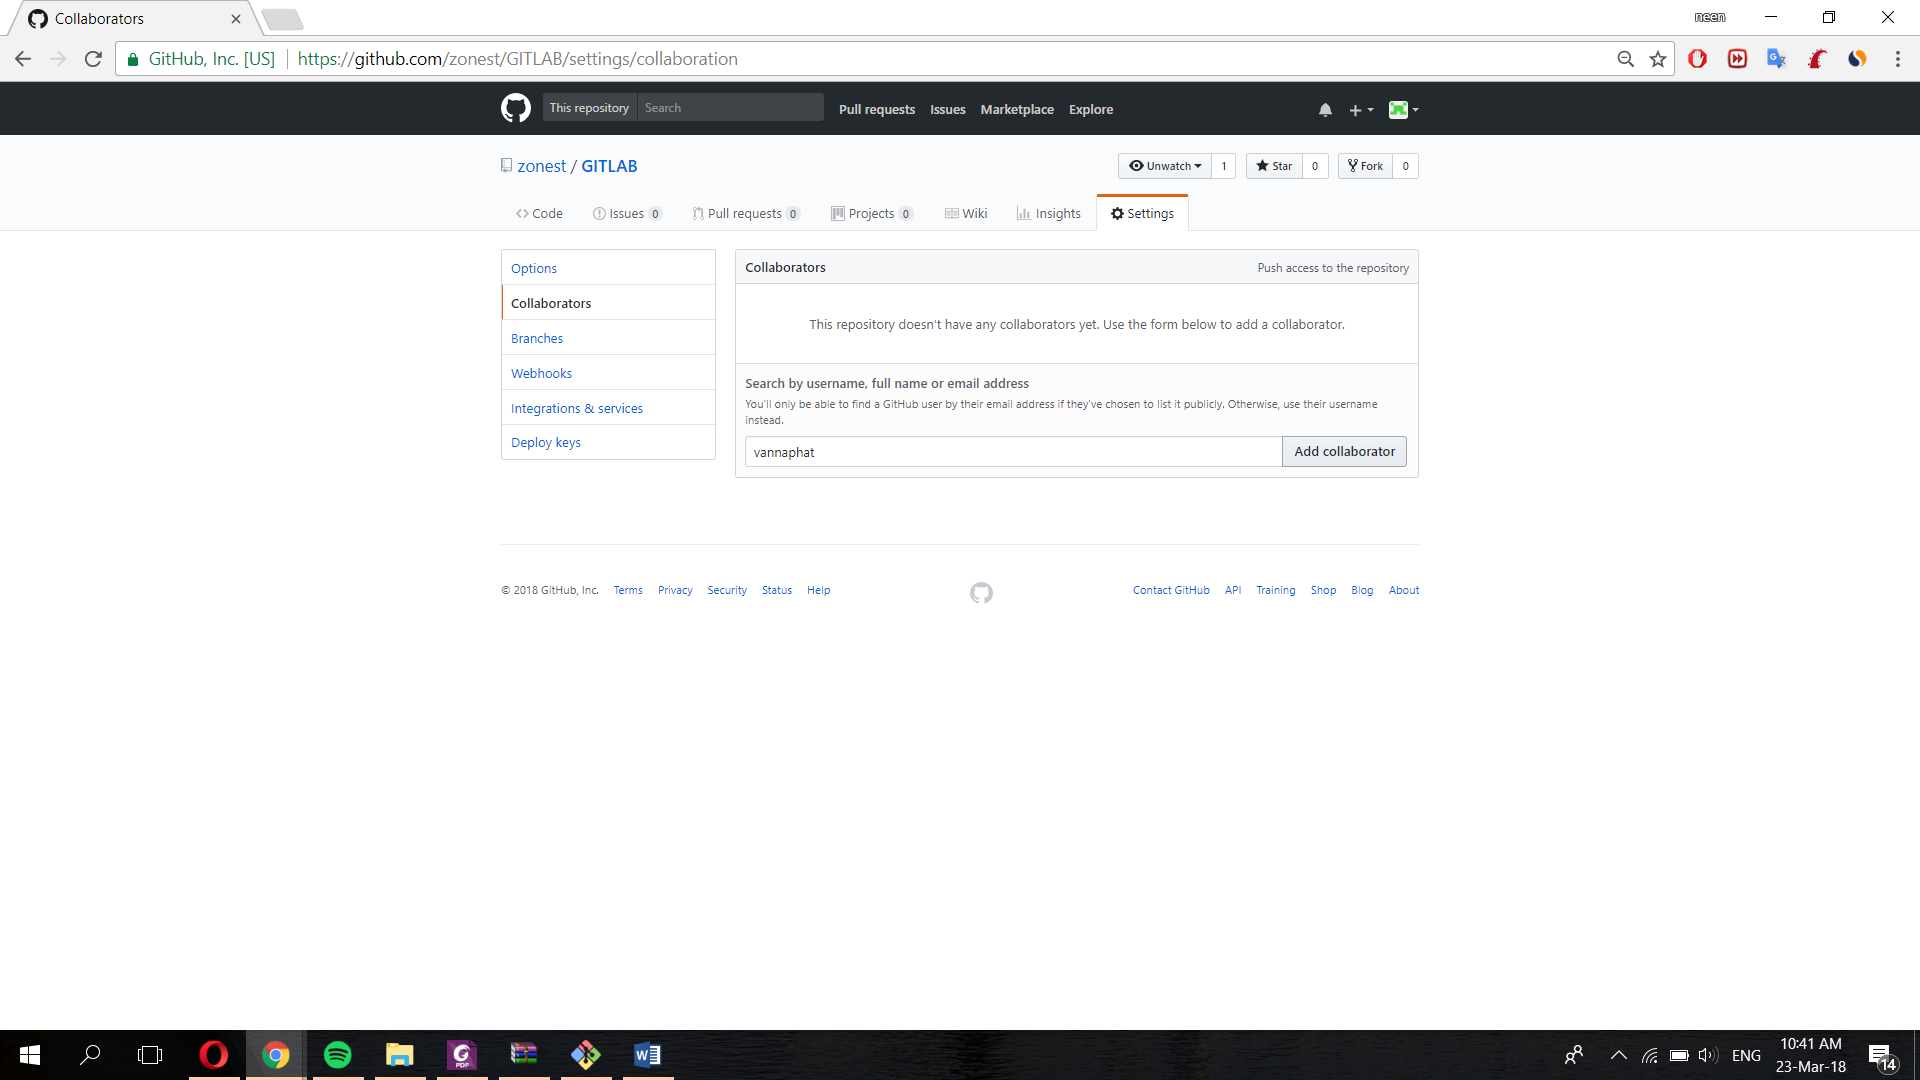 Collaborators
neen
GitHub, Inc. [US] https://github.com/zonest/GITLAB/settings/collaboration
This repository Search Pull requests Issues Marketplace Explore
zonest / GITLAB
Unwatch 1 Star 0 Fork 0
Code Issues 0 Pull requests 0 Projects 0 Wiki Insights Settings
Options
Collaborators
Branches
Webhooks
Integrations & services
Deploy keys
Collaborators Push access to the repository
This repository doesn't have any collaborators yet. Use the form below to add a collaborator.
Search by username, full name or email address
You'll only be able to find a GitHub user by their email address if they've chosen to list it publicly. Otherwise, use their username
instead.
vannaphat Add collaborator
© 2018 GitHub, Inc. Terms Privacy Security Status Help Contact GitHub API Training Shop Blog About
PDF
ENG
10:41 AM
23-Mar-18
14